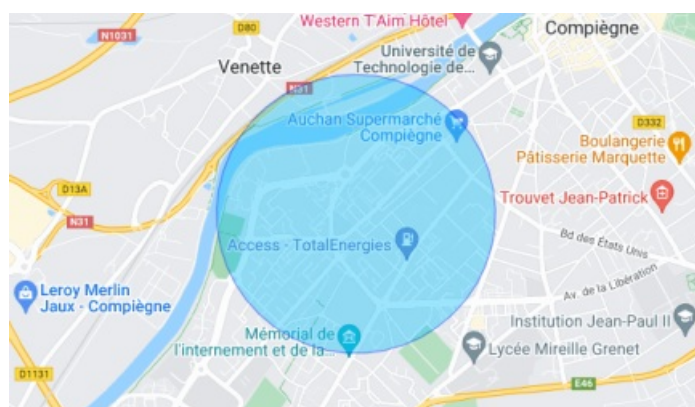 Western T'Aim Hôtel
D80
N1031
Compiègne
Université de
Technologie de...
Venette
N31
Auchan Supermarché
Compiègne
D332
Boulangerie
Pâtisserie Marquette
D13A
Trouvet Jean-Patrick
N31
Bd des États Unis
Access - TotalEnergies
Av. de la Libération
Leroy Merlin
Jaux - Compiègne
Institution Jean-Paul II
Mémorial de
l'internement et de la...
Lycée Mireille Grenet
D1131
E46